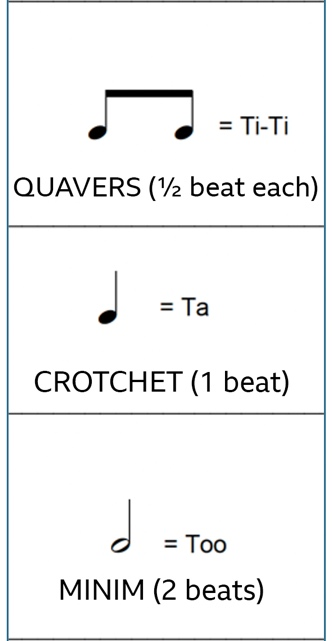 = Ti-Ti
QUAVERS (½ beat each)
= Ta
CROTCHET (1 beat)
= Too
MINIM (2 beats)